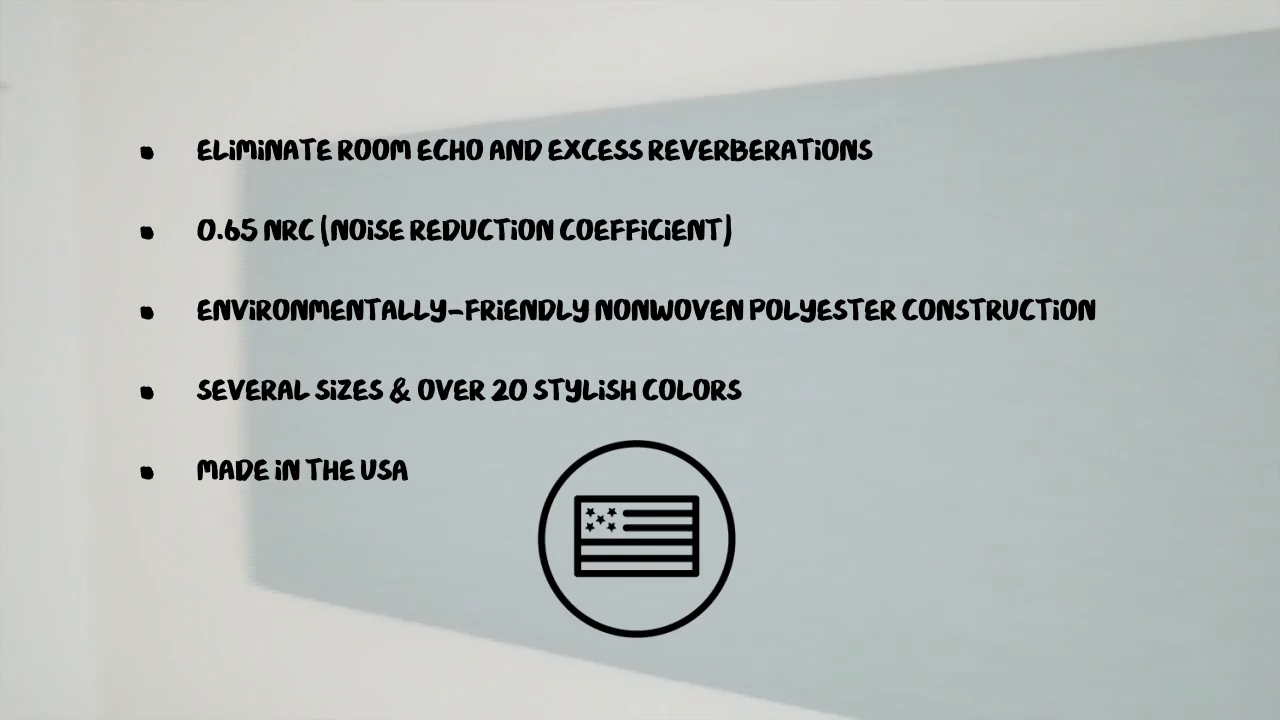 • ELIMINATE ROOM ECHO AND EXCESS REVERBERATIONS
• 0.65 NRC (NOISE REDUCTION COEFFICIENT)
• ENVIRONMENTALLY-FRIENDLY NONWOVEN POLYESTER CONSTRUCTION
• SEVERAL SIZES & OVER 20 STYLISH COLORS
• MADE IN THE USA